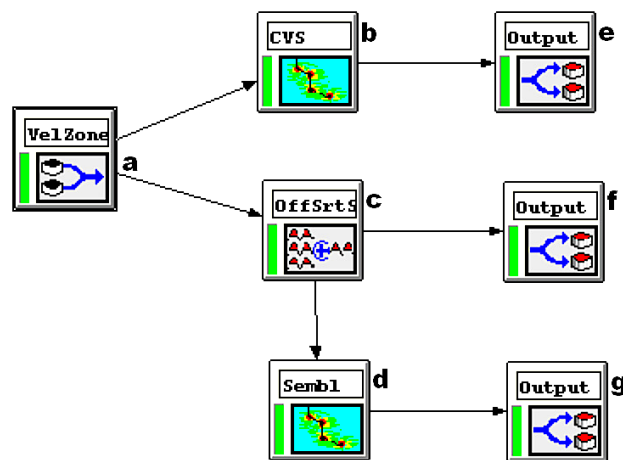 CVS b
Output e
VelZone a
OffSrtS c
Output f
Sembl d
Output g